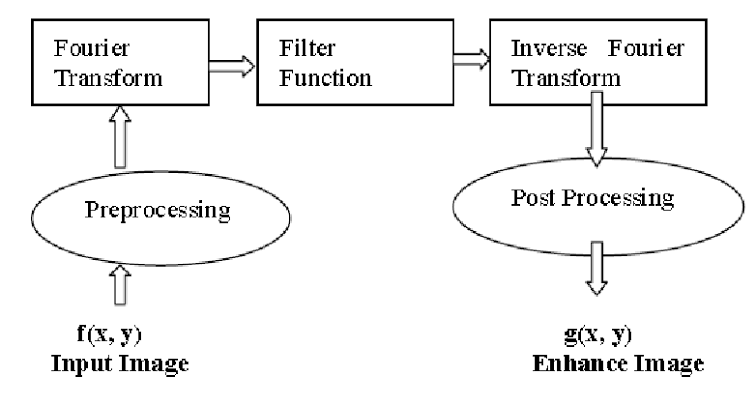 Fourier
Transform
Filter
Function
Inverse Fourier
Transform
Preprocessing
Post Processing
f(x, y)
Input Image
g(x, y)
Enhance Image